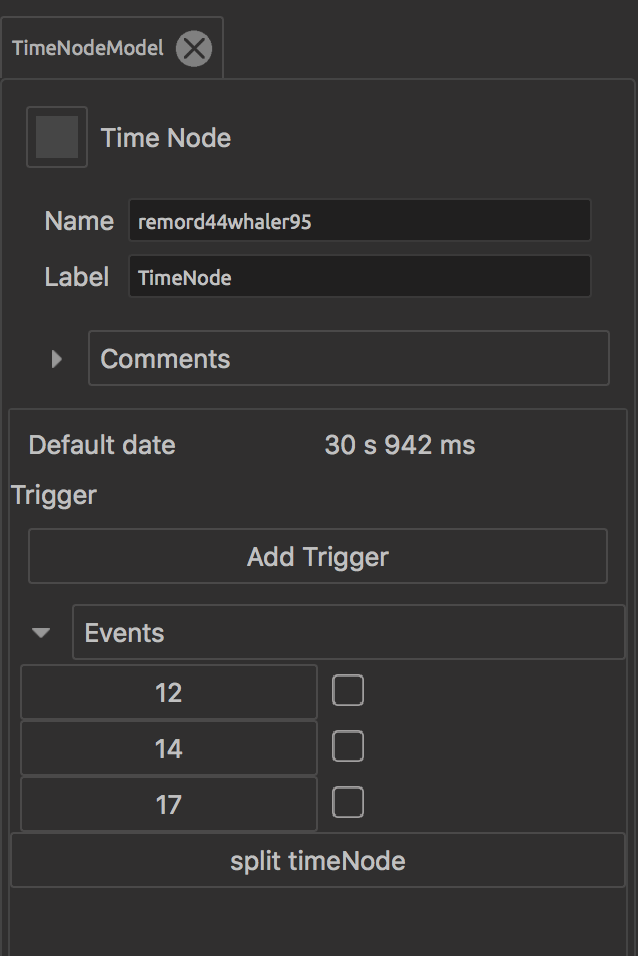 TimeNodeModel
Time Node
Name remord44whaler95
Label TimeNode
Comments
Default date 30 s 942 ms
Trigger
Add Trigger
Events
12
14
17
split timeNode